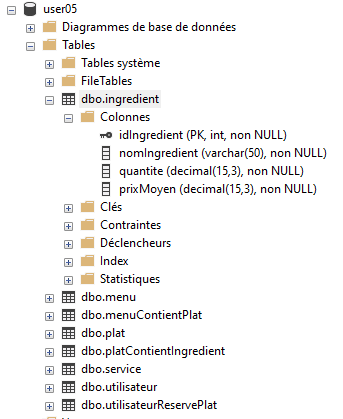 user05
Diagrammes de base de données
Tables
Tables système
FileTables
dbo.ingredient
Colonnes
idIngredient (PK, int, non NULL)
nomIngredient (varchar(50), non NULL)
quantite (decimal(15,3), non NULL)
prixMoyen (decimal(15,3), non NULL)
Clés
Contraintes
Déclencheurs
Index
Statistiques
dbo.menu
dbo.menuContientPlat
dbo.plat
dbo.platContientIngredient
dbo.service
dbo.utilisateur
dbo.utilisateurReservePlat